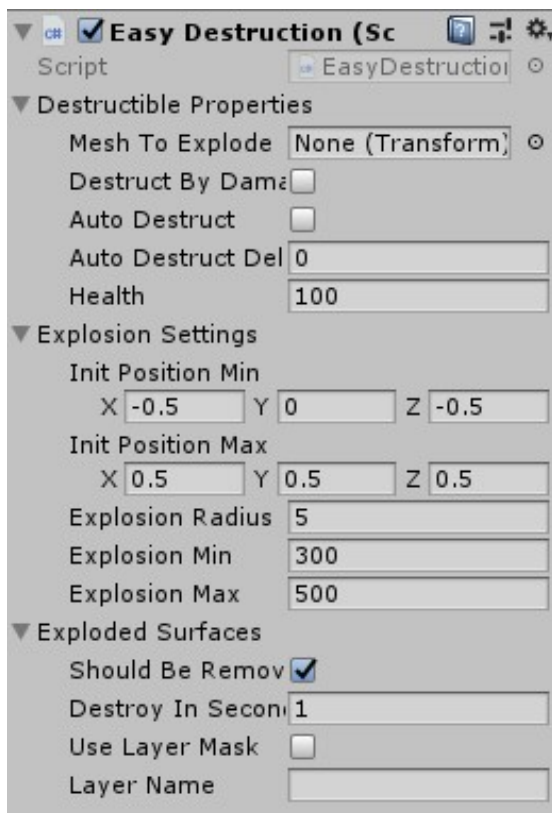 c# Easy Destruction (Sc
Script EasyDestruction
Destructible Properties
Mesh To Explode None (Transform)
Destruct By Dama
Auto Destruct
Auto Destruct Del 0
Health 100
Explosion Settings
Init Position Min
X -0.5 Y 0 Z -0.5
Init Position Max
X 0.5 Y 0.5 Z 0.5
Explosion Radius 5
Explosion Min 300
Explosion Max 500
Exploded Surfaces
Should Be Remov
Destroy In Secon 1
Use Layer Mask
Layer Name